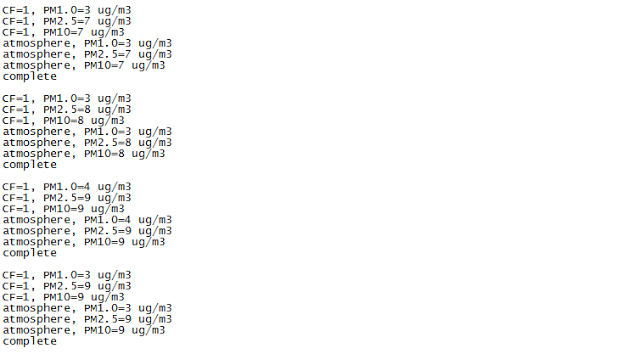 CF=1, PM1.0=3 ug/m3
CF=1, PM2.5=7 ug/m3
CF=1, PM10=7 ug/m3
atmosphere, PM1.0=3 ug/m3
atmosphere, PM2.5=7 ug/m3
atmosphere, PM10=7 ug/m3
complete
CF=1, PM1.0=3 ug/m3
CF=1, PM2.5=8 ug/m3
CF=1, PM10=8 ug/m3
atmosphere, PM1.0=3 ug/m3
atmosphere, PM2.5=8 ug/m3
atmosphere, PM10=8 ug/m3
complete
CF=1, PM1.0=4 ug/m3
CF=1, PM2.5=9 ug/m3
CF=1, PM10=9 ug/m3
atmosphere, PM1.0=4 ug/m3
atmosphere, PM2.5=9 ug/m3
atmosphere, PM10=9 ug/m3
complete
CF=1, PM1.0=3 ug/m3
CF=1, PM2.5=9 ug/m3
CF=1, PM10=9 ug/m3
atmosphere, PM1.0=3 ug/m3
atmosphere, PM2.5=9 ug/m3
atmosphere, PM10=9 ug/m3
complete